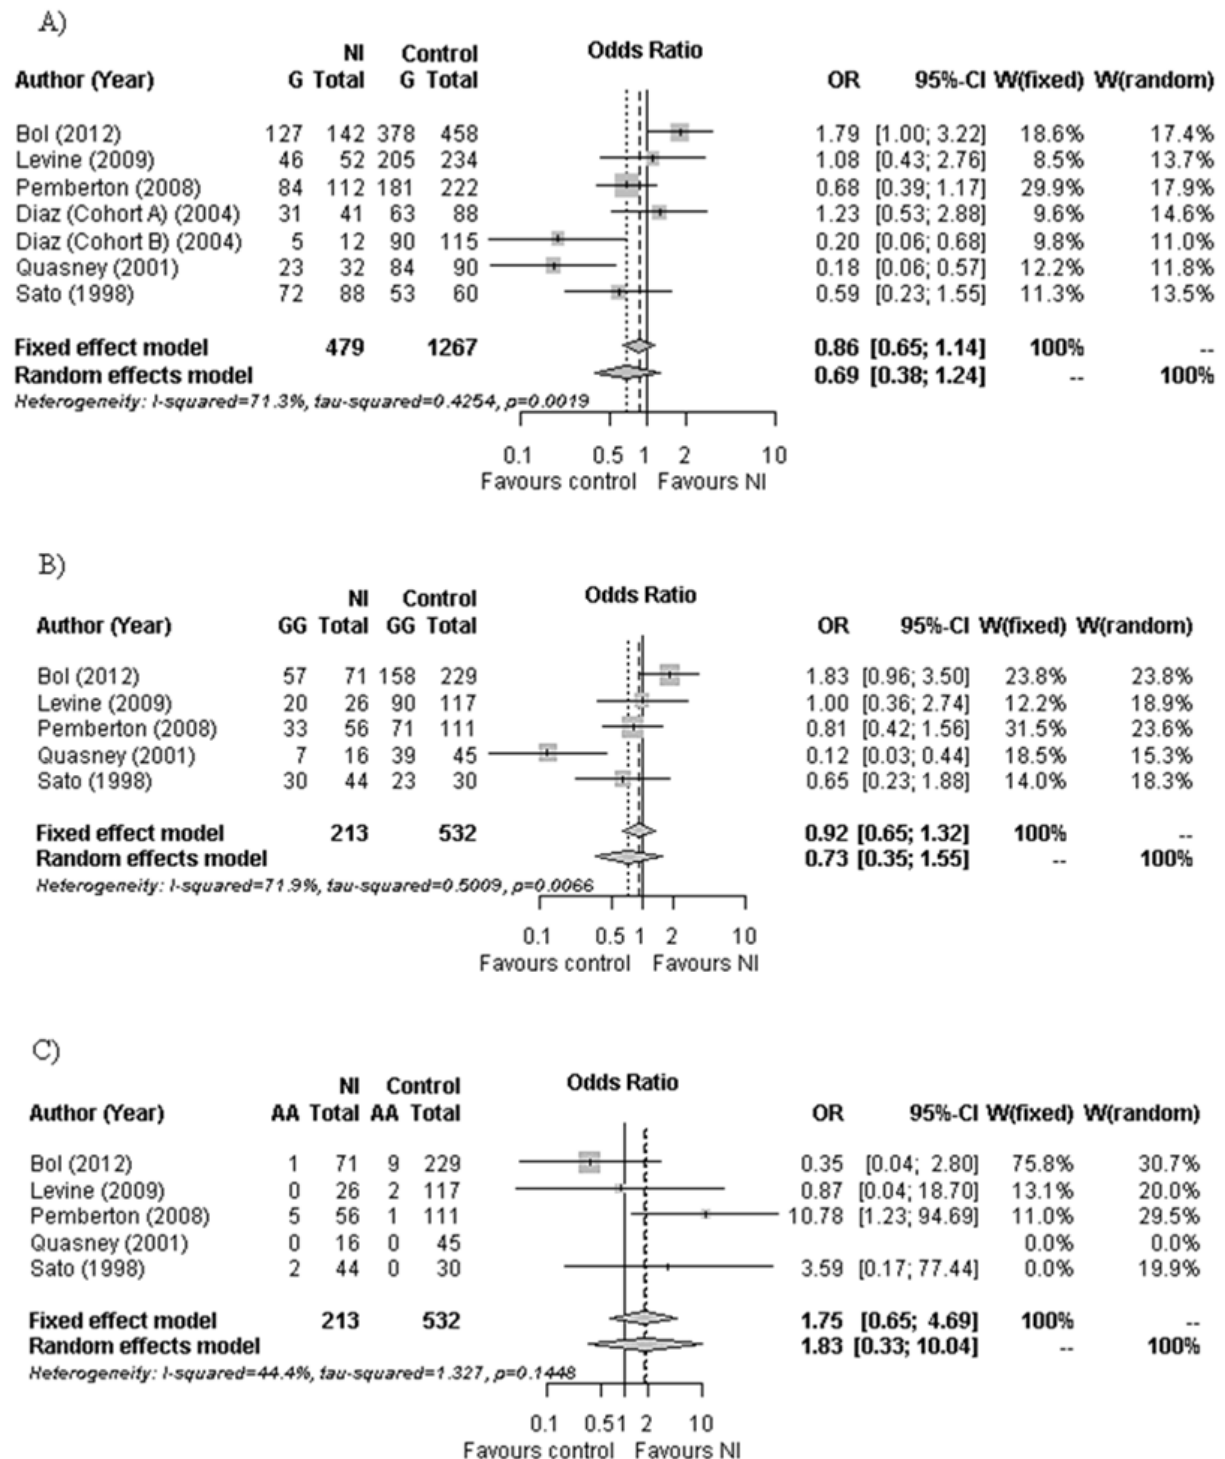 A)
NI Control Odds Ratio
Author (Year) G Total G Total OR 95%-CI W(fixed) W(random)
Bol (2012) 127 142 378 458 1.79 [1.00; 3.22] 18.6% 17.4%
Levine (2009) 46 52 205 234 1.08 [0.43; 2.76] 8.5% 13.7%
Pemberton (2008) 84 112 181 222 0.68 [0.39; 1.17] 29.9% 17.9%
Diaz (Cohort A) (2004) 31 41 63 88 1.23 [0.53; 2.88] 9.6% 14.6%
Diaz (Cohort B) (2004) 5 12 90 115 0.20 [0.06; 0.68] 9.8% 11.0%
Quasney (2001) 23 32 84 90 0.18 [0.06; 0.57] 12.2% 11.8%
Sato (1998) 72 88 53 60 0.59 [0.23; 1.55] 11.3% 13.5%
Fixed effect model 479 1267 0.86 [0.65; 1.14] 100% --
Random effects model 0.69 [0.38; 1.24] -- 100%
Heterogeneity: I-squared=71.3%, tau-squared=0.4254, p=0.0019
0.1 0.5 1 2 10
Favours control Favours NI
B)
NI Control Odds Ratio
Author (Year) GG Total GG Total OR 95%-CI W(fixed) W(random)
Bol (2012) 57 71 158 229 1.83 [0.96; 3.50] 23.8% 23.8%
Levine (2009) 20 26 90 117 1.00 [0.36; 2.74] 12.2% 18.9%
Pemberton (2008) 33 56 71 111 0.81 [0.42; 1.56] 31.5% 23.6%
Quasney (2001) 7 16 39 45 0.12 [0.03; 0.44] 18.5% 15.3%
Sato (1998) 30 44 23 30 0.65 [0.23; 1.88] 14.0% 18.3%
Fixed effect model 213 532 0.92 [0.65; 1.32] 100% --
Random effects model 0.73 [0.35; 1.55] -- 100%
Heterogeneity: I-squared=71.9%, tau-squared=0.5009, p=0.0066
0.1 0.5 1 2 10
Favours control Favours NI
C)
NI Control Odds Ratio
Author (Year) AA Total AA Total OR 95%-CI W(fixed) W(random)
Bol (2012) 1 71 9 229 0.35 [0.04; 2.80] 75.8% 30.7%
Levine (2009) 0 26 2 117 0.87 [0.04; 18.70] 13.1% 20.0%
Pemberton (2008) 5 56 1 111 10.78 [1.23; 94.69] 11.0% 29.5%
Quasney (2001) 0 16 0 45 0.0% 0.0%
Sato (1998) 2 44 0 30 3.59 [0.17; 77.44] 0.0% 19.9%
Fixed effect model 213 532 1.75 [0.65; 4.69] 100% --
Random effects model 1.83 [0.33; 10.04] -- 100%
Heterogeneity: I-squared=44.4%, tau-squared=1.327, p=0.1448
0.1 0.51 2 10
Favours control Favours NI